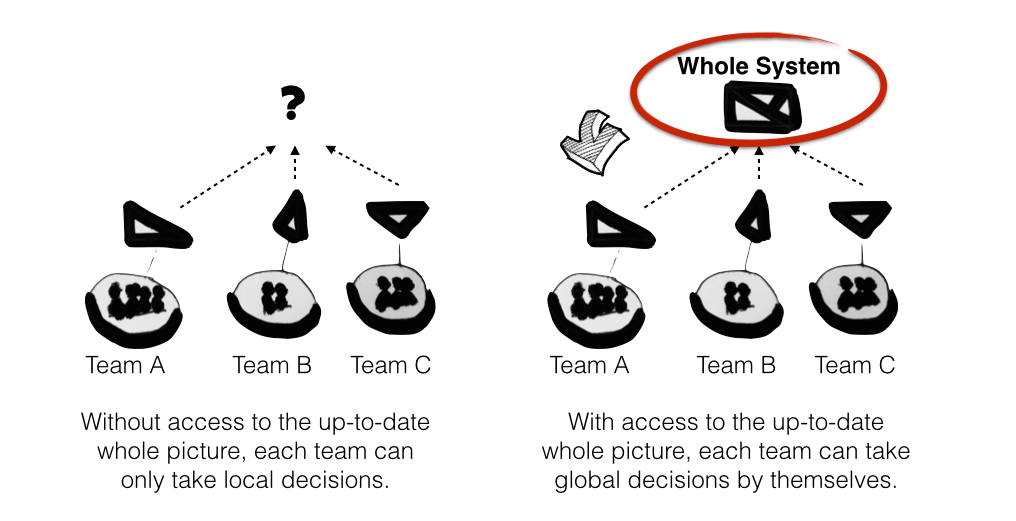 ?
Team A
Team B
Team C
Without access to the up-to-date
whole picture, each team can
only take local decisions.
Whole System
Team A
Team B
Team C
With access to the up-to-date
whole picture, each team can take
global decisions by themselves.